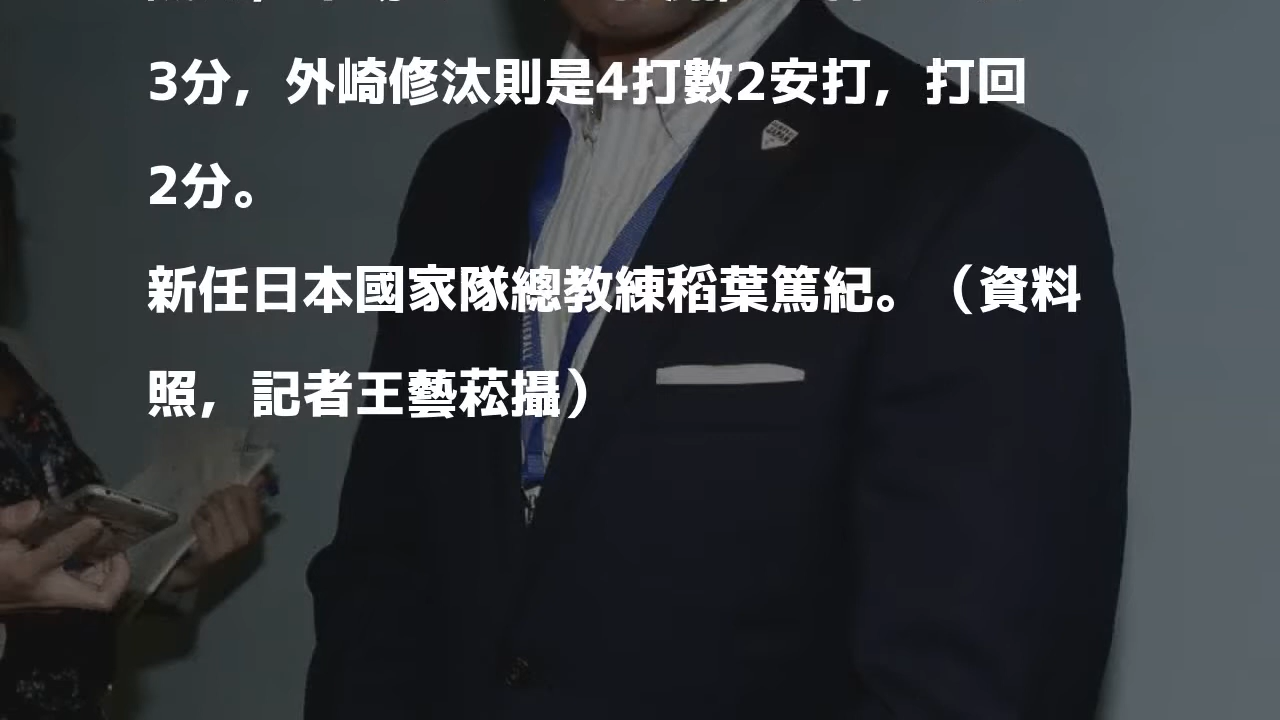 3分，外崎修汰則是4打數2安打，打回
2分。
新任日本國家隊總教練稻葉篤紀。（資料
照，記者王藝菘攝）